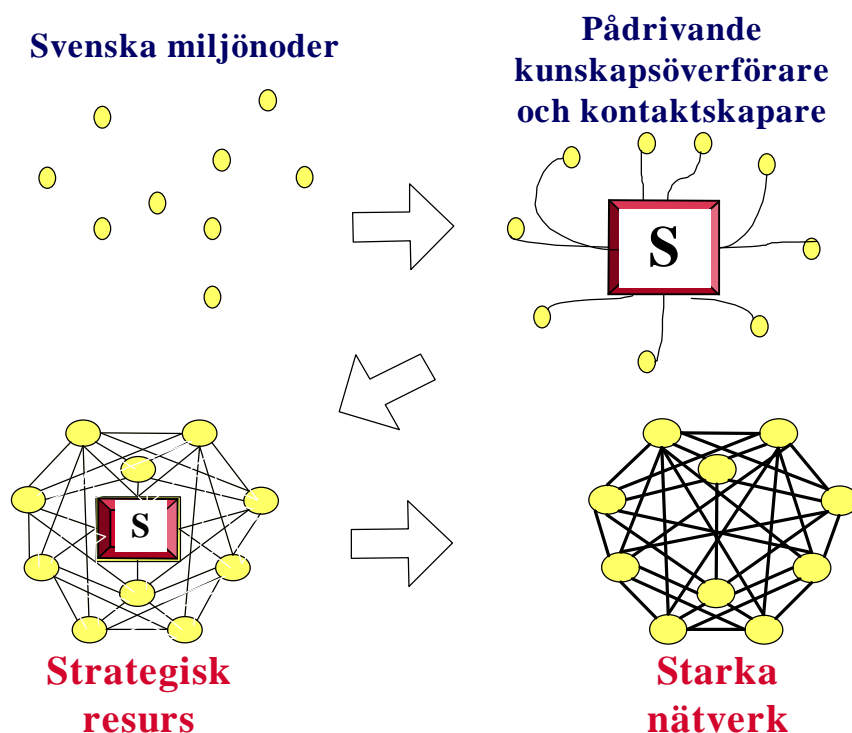 Svenska miljönoder
Pådrivande
kunskapsöverförare
och kontaktskapare
S
S
Strategisk
resurs
Starka
nätverk